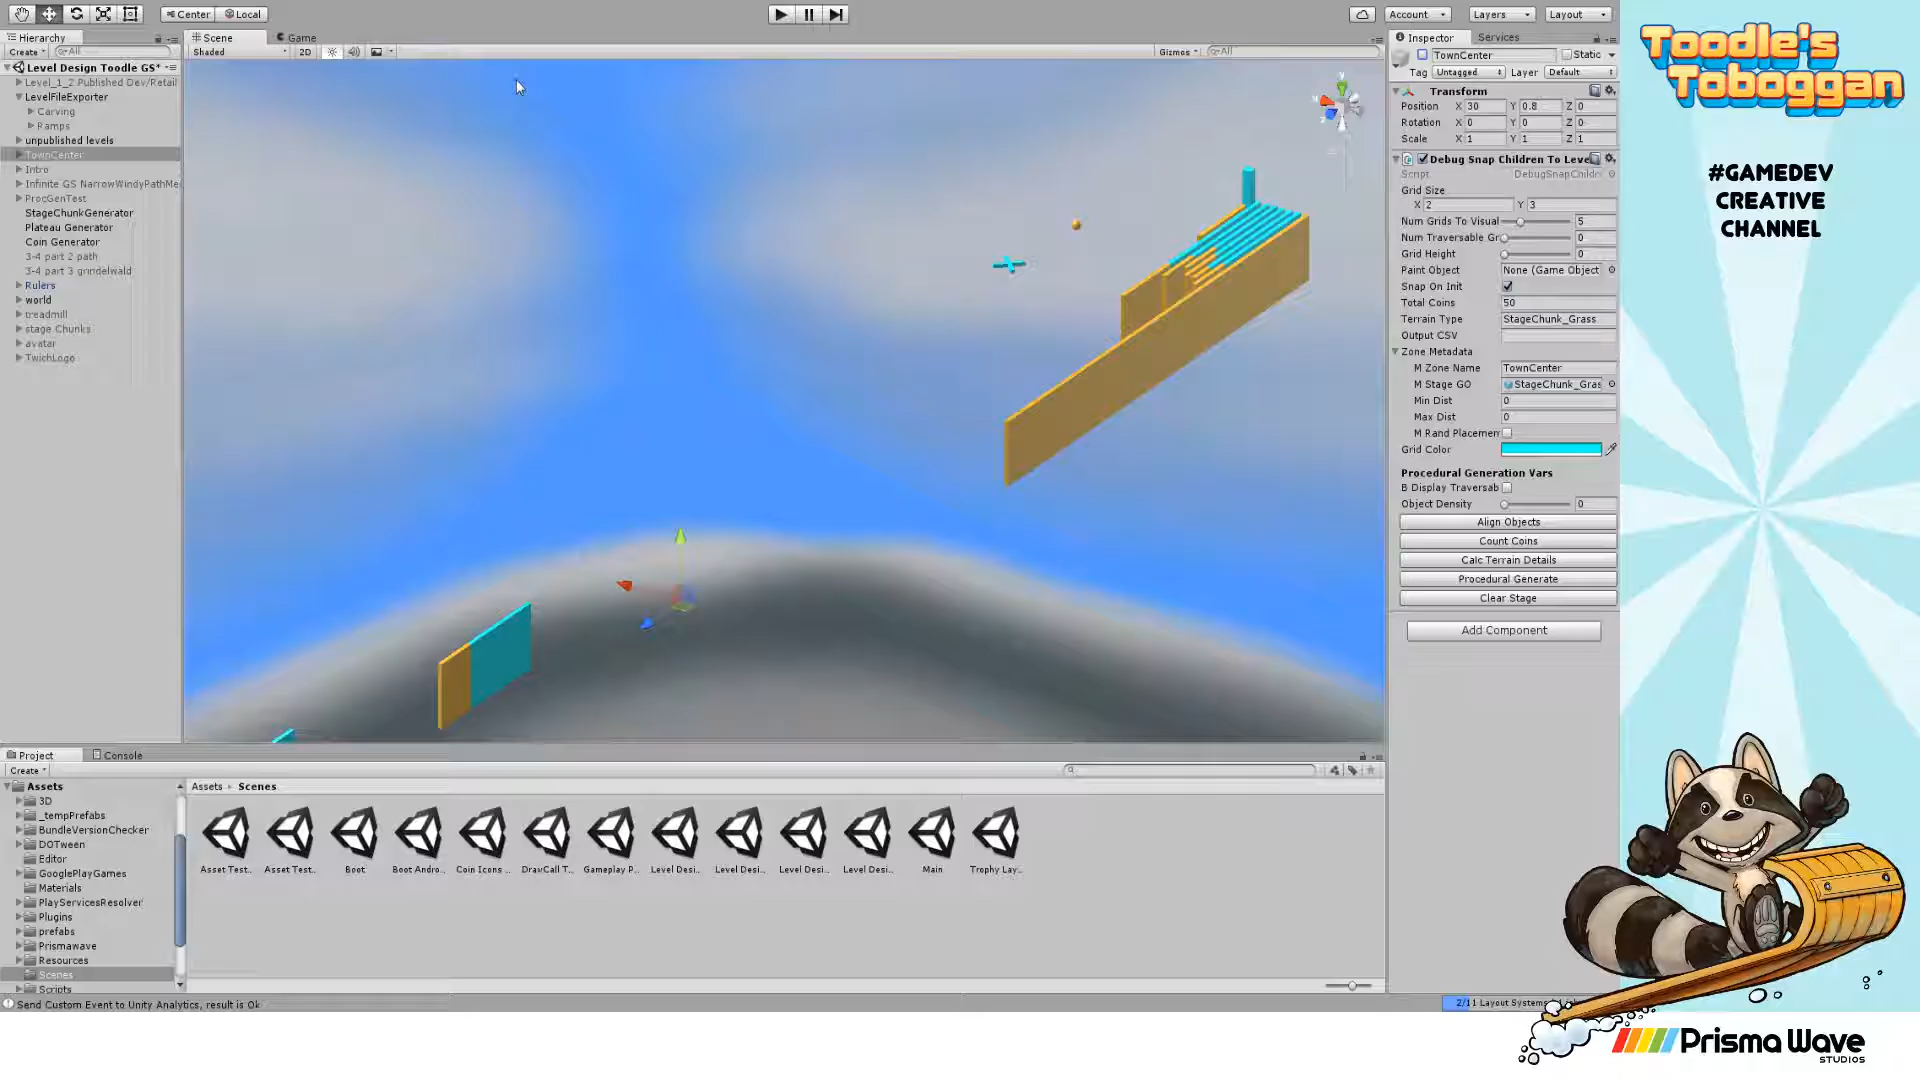 Center
Local
Account
Layers
Layout
Hierarchy
Create
All
Level Design Toodle GS*
Level_1_2 Published Dev/Retail
LevelFileExporter
Carving
Ramps
unpublished levels
TownCenter
Intro
Infinite GS NarrowWindyPathMe
ProcGenTest
StageChunkGenerator
Plateau Generator
Coin Generator
3-4 part 2 path
3-4 part 3 grindelwald
Rulers
world
treadmill
stage Chunks
avatar
TwichLogo
Scene
Game
Shaded
2D
Gizmos
All
Inspector
Services
TownCenter
Static
Tag
Untagged
Layer
Default
Transform
Position X 30 Y 0.8 Z 0
Rotation X 0 Y 0 Z 0
Scale X 1 Y 1 Z 1
Debug Snap Children To Leve
Script
DebugSnapChildr
Grid Size
X 2 Y 3
Num Grids To Visual 5
Num Traversable Gr 0
Grid Height 0
Paint Object None (Game Object
Snap On Init
Total Coins 50
Terrain Type StageChunk_Grass
Output CSV
Zone Metadata
M Zone Name TownCenter
M Stage GO StageChunk_Gras
Min Dist 0
Max Dist 0
M Rand Placemen
Grid Color
Procedural Generation Vars
B Display Traversab
Object Density 0
Align Objects
Count Coins
Calc Terrain Details
Procedural Generate
Clear Stage
Add Component
Project
Console
Create
Assets
3D
_tempPrefabs
BundleVersionChecker
DOTween
Editor
GooglePlayGames
Materials
PlayServicesResolver
Plugins
prefabs
Prismawave
Resources
Scenes
Scripts
Assets
Scenes
Asset Test..
Asset Test..
Boot
Boot Andro..
Coin Icons ..
DrawCall T..
Gameplay P..
Level Desi..
Level Desi..
Level Desi..
Level Desi..
Main
Trophy Lay..
Send Custom Event to Unity Analytics, result is Ok
2/11 Layout Systems
Toodle's
Toboggan
#GAMEDEV
CREATIVE
CHANNEL
Prisma Wave
STUDIOS